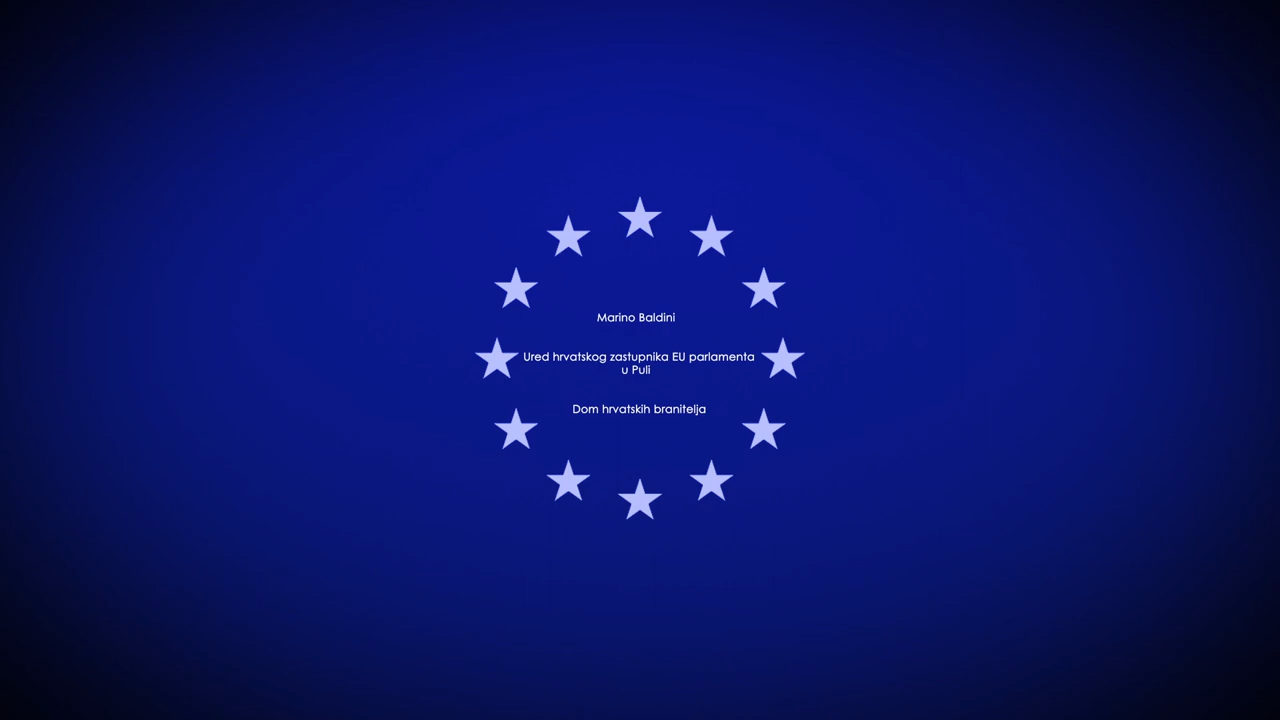 Marino Baldini
Ured hrvatskog zastupnika EU parlamenta
u Puli
Dom hrvatskih branitelja